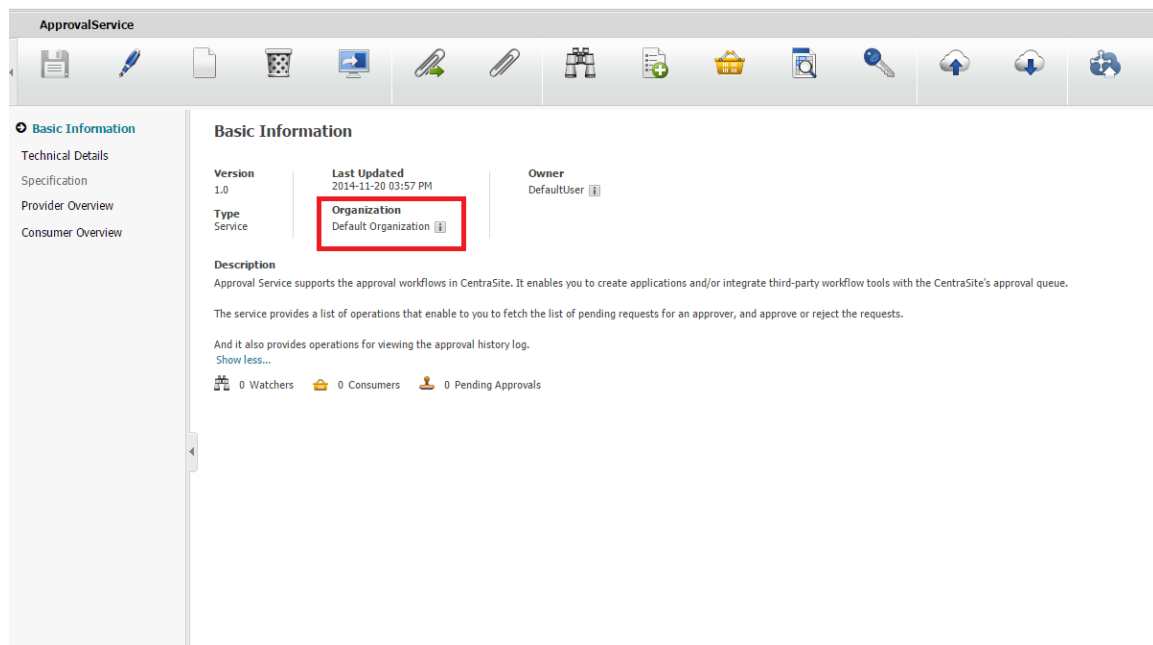 ApprovalService
Basic Information
Technical Details
Specification
Provider Overview
Consumer Overview
Basic Information
Version
1.0
Last Updated
2014-11-20 03:57 PM
Owner
DefaultUser
Type
Service
Organization
Default Organization
Description
Approval Service supports the approval workflows in CentraSite. It enables you to create applications and/or integrate third-party workflow tools with the CentraSite's approval queue.
The service provides a list of operations that enable to you to fetch the list of pending requests for an approver, and approve or reject the requests.
And it also provides operations for viewing the approval history log.
Show less...
0 Watchers 0 Consumers 0 Pending Approvals